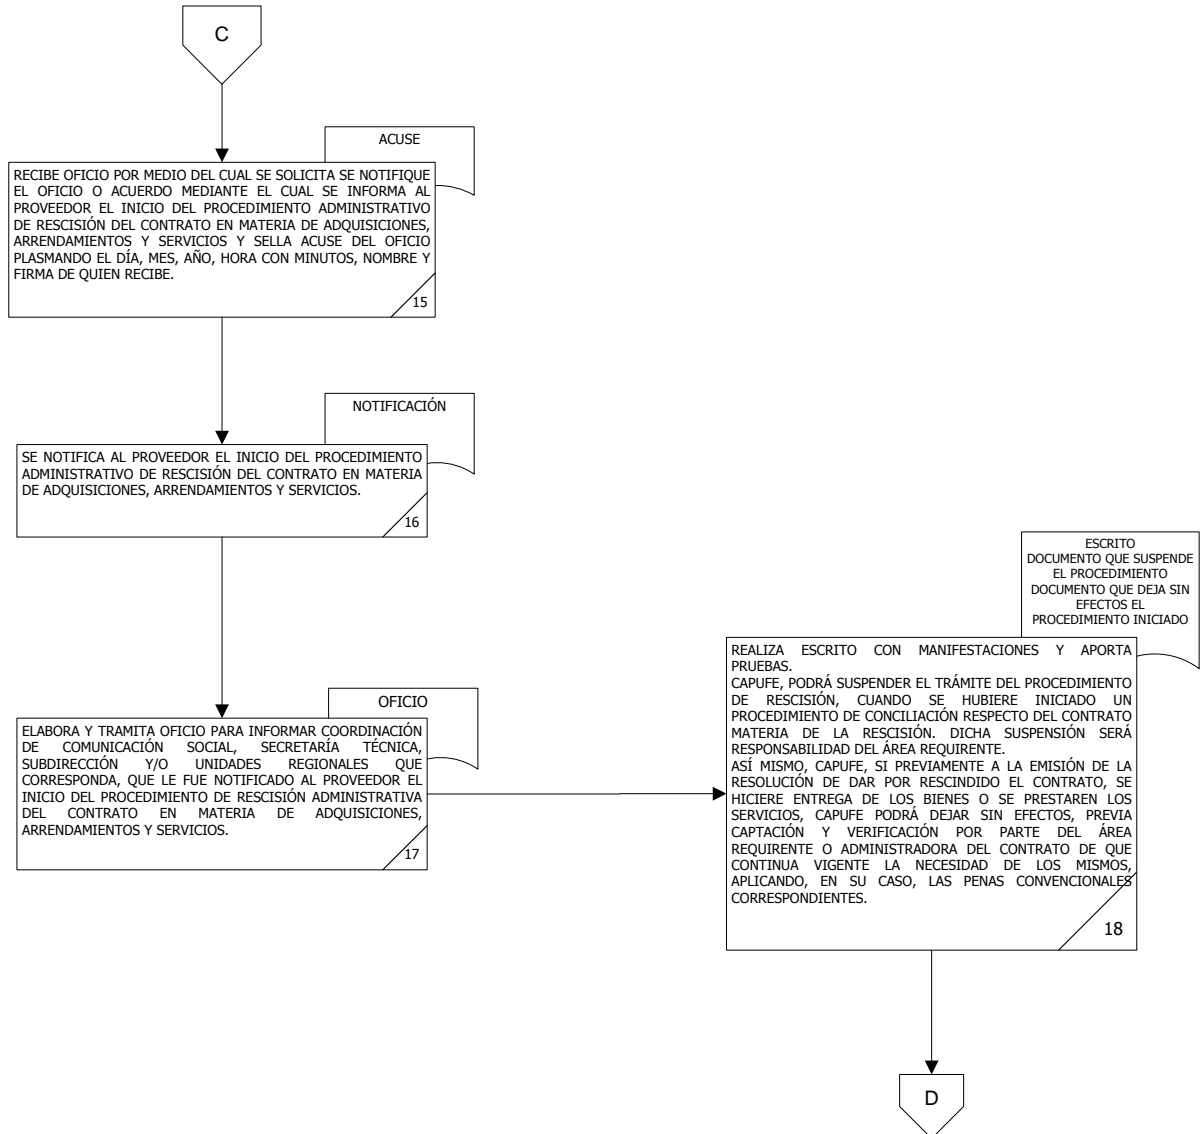 C
ACUSE
RECIBE OFICIO POR MEDIO DEL CUAL SE SOLICITA SE NOTIFIQUE
EL OFICIO O ACUERDO MEDIANTE EL CUAL SE INFORMA AL
PROVEEDOR EL INICIO DEL PROCEDIMIENTO ADMINISTRATIVO
DE RESCISIÓN DEL CONTRATO EN MATERIA DE ADQUISICIONES,
ARRENDAMIENTOS Y SERVICIOS Y SELLA ACUSE DEL OFICIO
PLASMANDO EL DÍA, MES, AÑO, HORA CON MINUTOS, NOMBRE Y
FIRMA DE QUIEN RECIBE.
15
NOTIFICACIÓN
SE NOTIFICA AL PROVEEDOR EL INICIO DEL PROCEDIMIENTO
ADMINISTRATIVO DE RESCISIÓN DEL CONTRATO EN MATERIA
DE ADQUISICIONES, ARRENDAMIENTOS Y SERVICIOS.
16
OFICIO
ELABORA Y TRAMITA OFICIO PARA INFORMAR COORDINACIÓN
DE COMUNICACIÓN SOCIAL, SECRETARÍA TÉCNICA,
SUBDIRECCIÓN Y/O UNIDADES REGIONALES QUE
CORRESPONDA, QUE LE FUE NOTIFICADO AL PROVEEDOR EL
INICIO DEL PROCEDIMIENTO DE RESCISIÓN ADMINISTRATIVA
DEL CONTRATO EN MATERIA DE ADQUISICIONES,
ARRENDAMIENTOS Y SERVICIOS.
17
ESCRITO
DOCUMENTO QUE SUSPENDE
EL PROCEDIMIENTO
DOCUMENTO QUE DEJA SIN
EFECTOS EL
PROCEDIMIENTO INICIADO
REALIZA ESCRITO CON MANIFESTACIONES Y APORTA
PRUEBAS.
CAPUFE, PODRÁ SUSPENDER EL TRÁMITE DEL PROCEDIMIENTO
DE RESCISIÓN, CUANDO SE HUBIERE INICIADO UN
PROCEDIMIENTO DE CONCILIACIÓN RESPECTO DEL CONTRATO
MATERIA DE LA RESCISIÓN. DICHA SUSPENSIÓN SERÁ
RESPONSABILIDAD DEL ÁREA REQUIRENTE.
ASÍ MISMO, CAPUFE, SI PREVIAMENTE A LA EMISIÓN DE LA
RESOLUCIÓN DE DAR POR RESCINDIDO EL CONTRATO, SE
HICIERE ENTREGA DE LOS BIENES O SE PRESTAREN LOS
SERVICIOS, CAPUFE PODRÁ DEJAR SIN EFECTOS, PREVIA
CAPTACIÓN Y VERIFICACIÓN POR PARTE DEL ÁREA
REQUIRENTE O ADMINISTRADORA DEL CONTRATO DE QUE
CONTINUA VIGENTE LA NECESIDAD DE LOS MISMOS,
APLICANDO, EN SU CASO, LAS PENAS CONVENCIONALES
CORRESPONDIENTES.
18
D